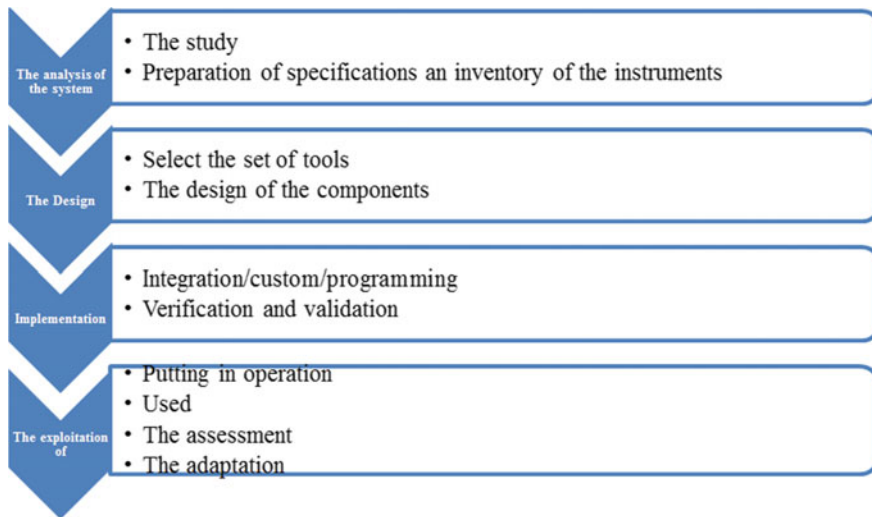 The analysis of
the system
• The study
• Preparation of specifications an inventory of the instruments
The Design
• Select the set of tools
• The design of the components
Implementation
• Integration/custom/programming
• Verification and validation
The exploitation
of
• Putting in operation
• Used
• The assessment
• The adaptation